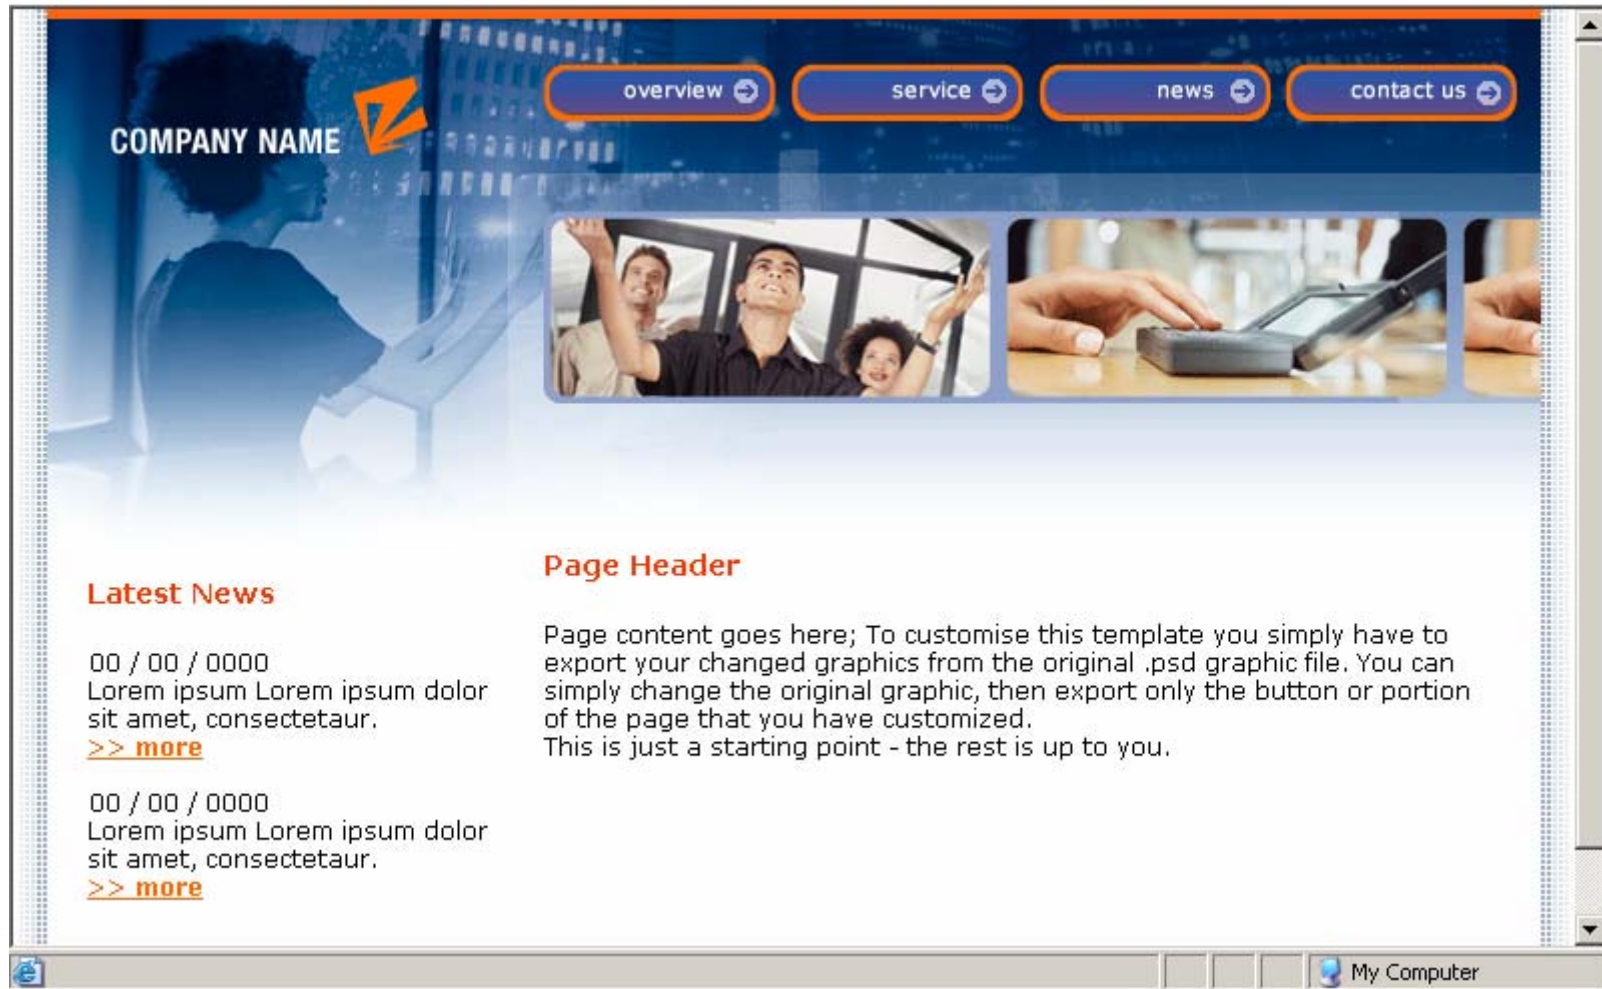 overview
service
news
contact us
COMPANY NAME
Latest News
00 / 00 / 0000
Lorem ipsum Lorem ipsum dolor
sit amet, consectetaur.
>> more
00 / 00 / 0000
Lorem ipsum Lorem ipsum dolor
sit amet, consectetaur.
>> more
Page Header
Page content goes here; To customise this template you simply have to
export your changed graphics from the original .psd graphic file. You can
simply change the original graphic, then export only the button or portion
of the page that you have customized.
This is just a starting point - the rest is up to you.
My Computer